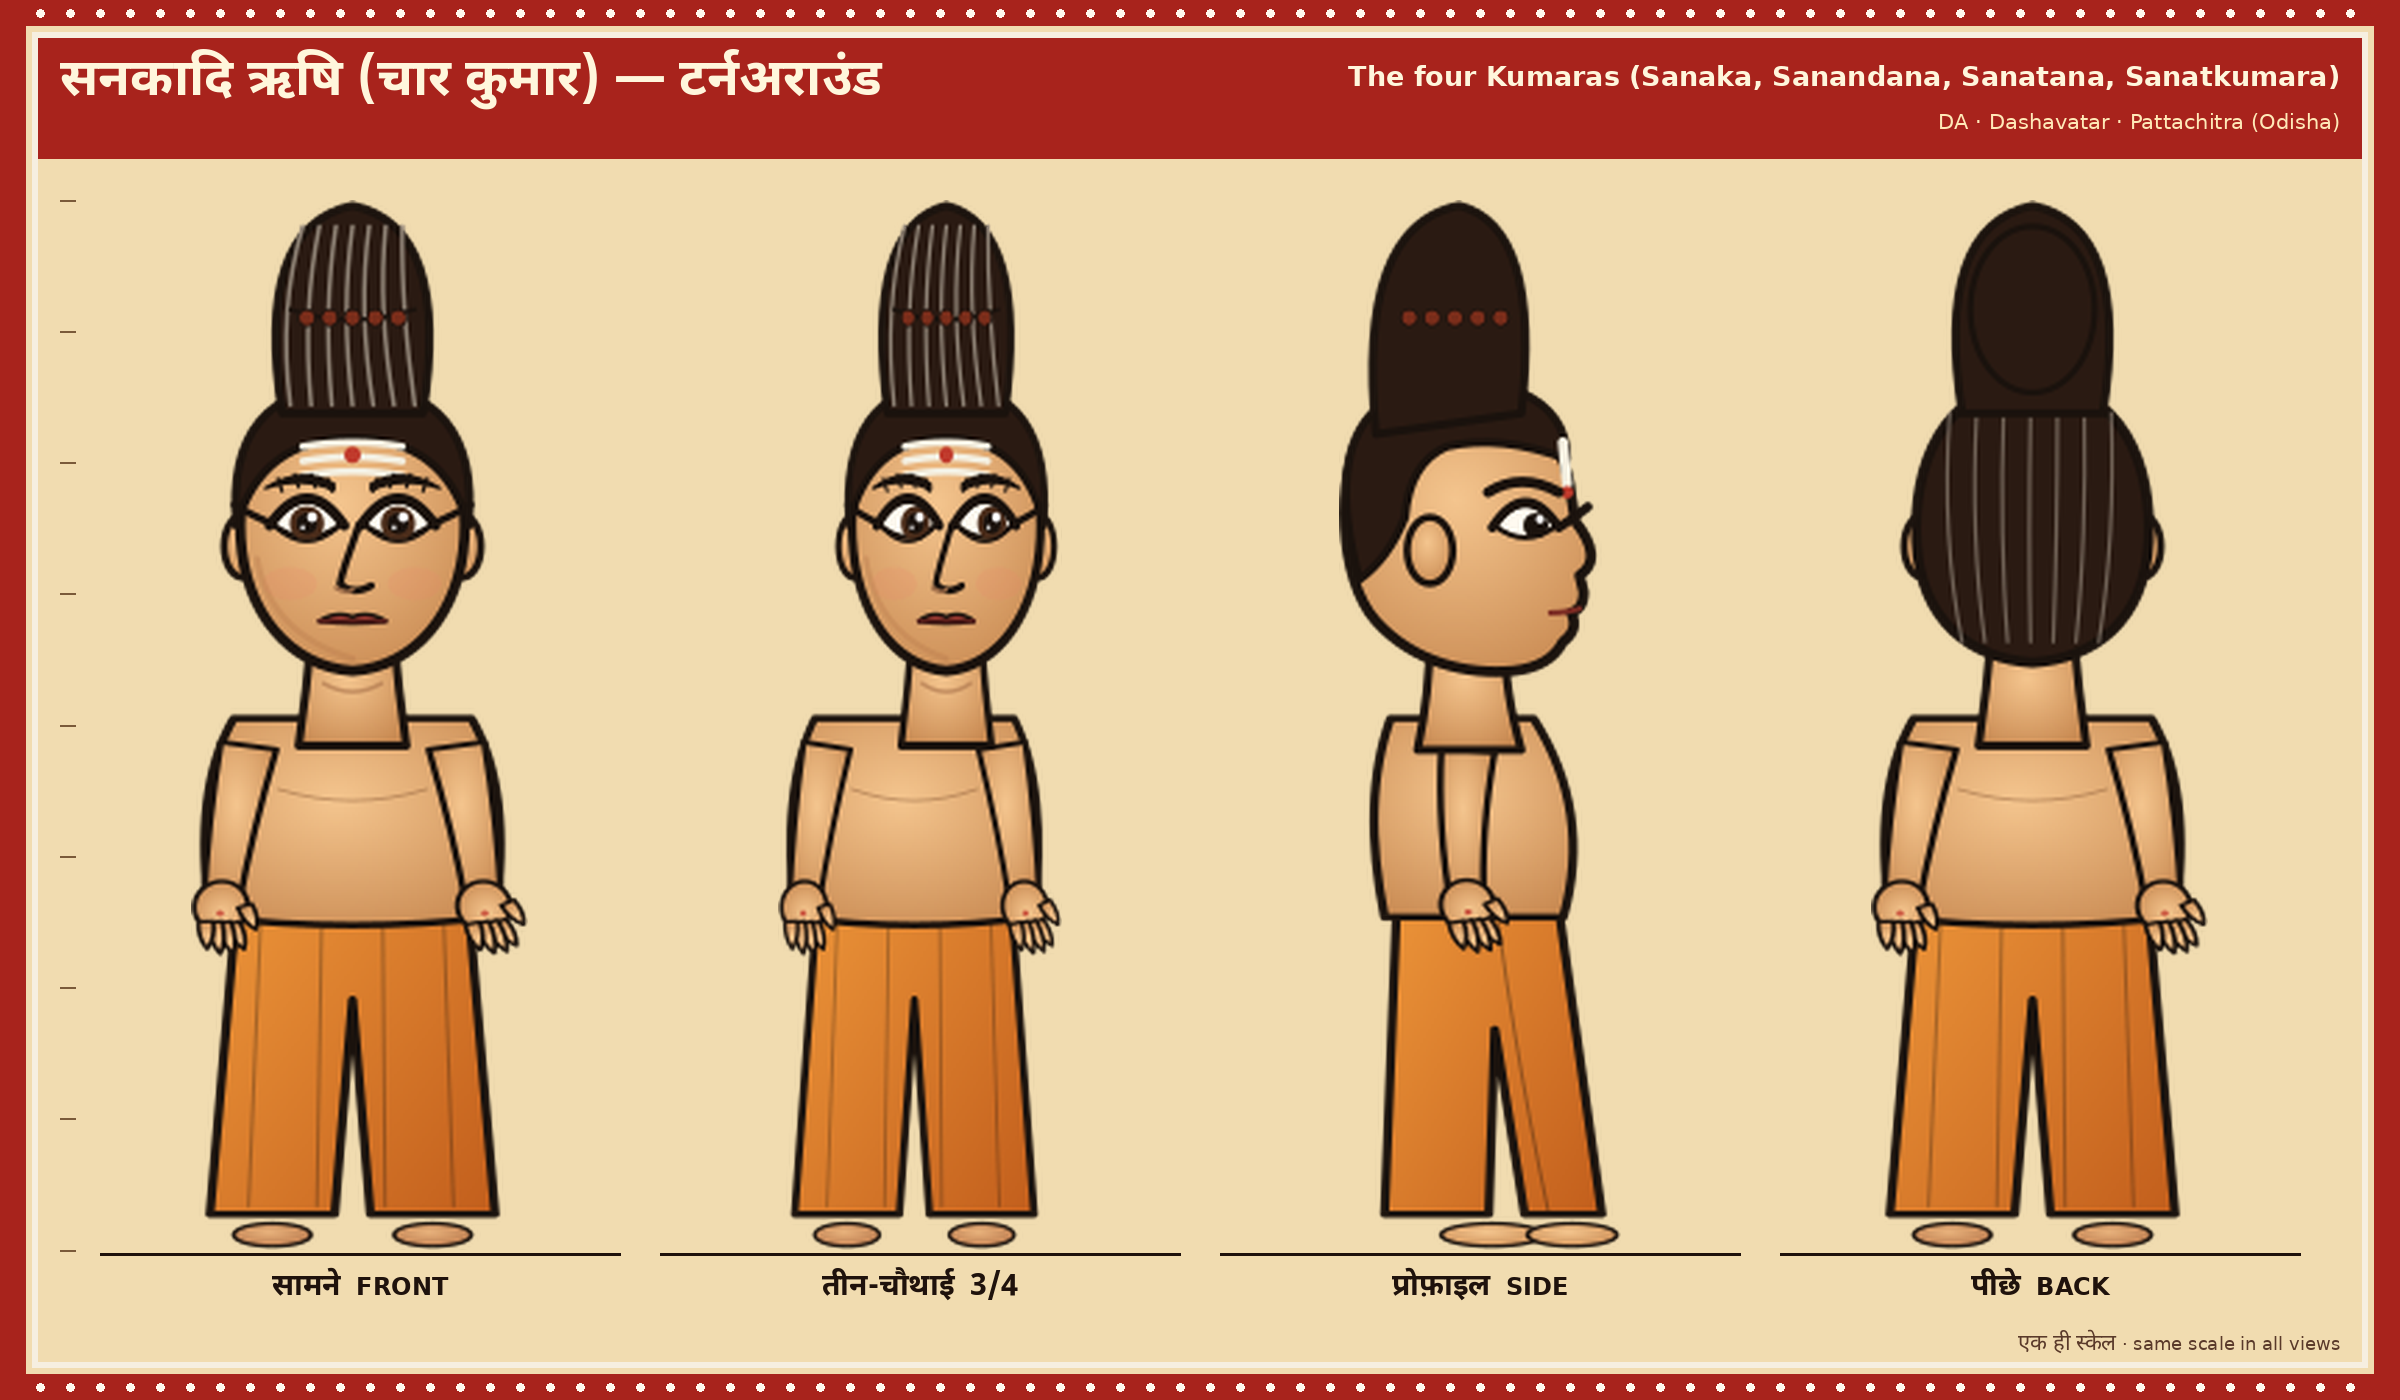 सनकादि ऋषि (चार कुमार) — टर्नअराउंड
The four Kumaras (Sanaka, Sanandana, Sanatana, Sanatkumara)
DA · Dashavatar · Pattachitra (Odisha)
सामने FRONT
तीन-चौथाई 3/4
प्रोफ़ाइल SIDE
पीछे BACK
एक ही स्केल · same scale in all views